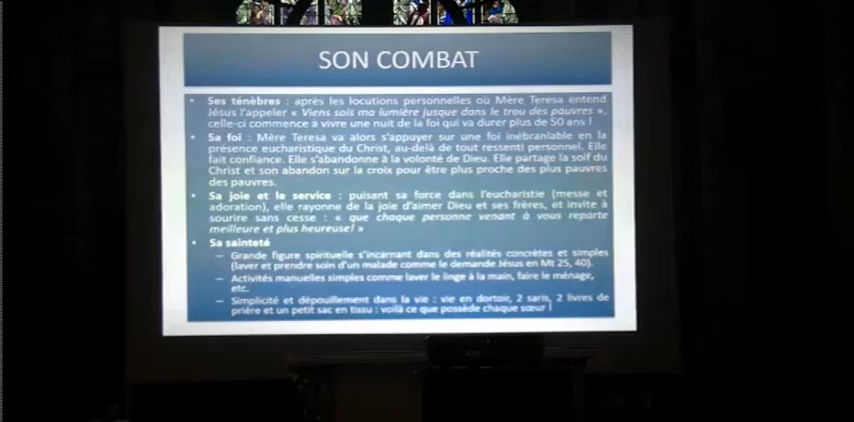 SON COMBAT
• Ses ténèbres : après les locutions personnelles où Mère Teresa entend
Jésus l'appeler « Viens sois ma lumière jusque dans le trou des pauvres »,
celle-ci commence à vivre une nuit de la foi qui va durer plus de 50 ans !
• Sa foi : Mère Teresa va alors s'appuyer sur une foi inébranlable en la
présence eucharistique du Christ, au-delà de tout ressenti personnel. Elle
fait confiance. Elle s'abandonne à la volonté de Dieu. Elle partage la soif du
Christ et son abandon sur la croix pour être plus proche des plus pauvres
des pauvres.
• Sa joie et le service : puisant sa force dans l'eucharistie (messe et
adoration), elle rayonne de la joie d'aimer Dieu et ses frères, et invite à
sourire sans cesse : « que chaque personne venant à vous reparte
meilleure et plus heureuse! »
• Sa sainteté
– Grande figure spirituelle s'incarnant dans des réalités concrètes et simples
(laver et prendre soin d'un malade comme le demande Jésus en Mt 25, 40).
– Activités manuelles simples comme laver le linge à la main, faire le ménage,
etc.
– Simplicité et dépouillement dans la vie : vie en dortoir, 2 saris, 2 livres de
prière et un petit sac en tissu : voilà ce que possède chaque sœur !